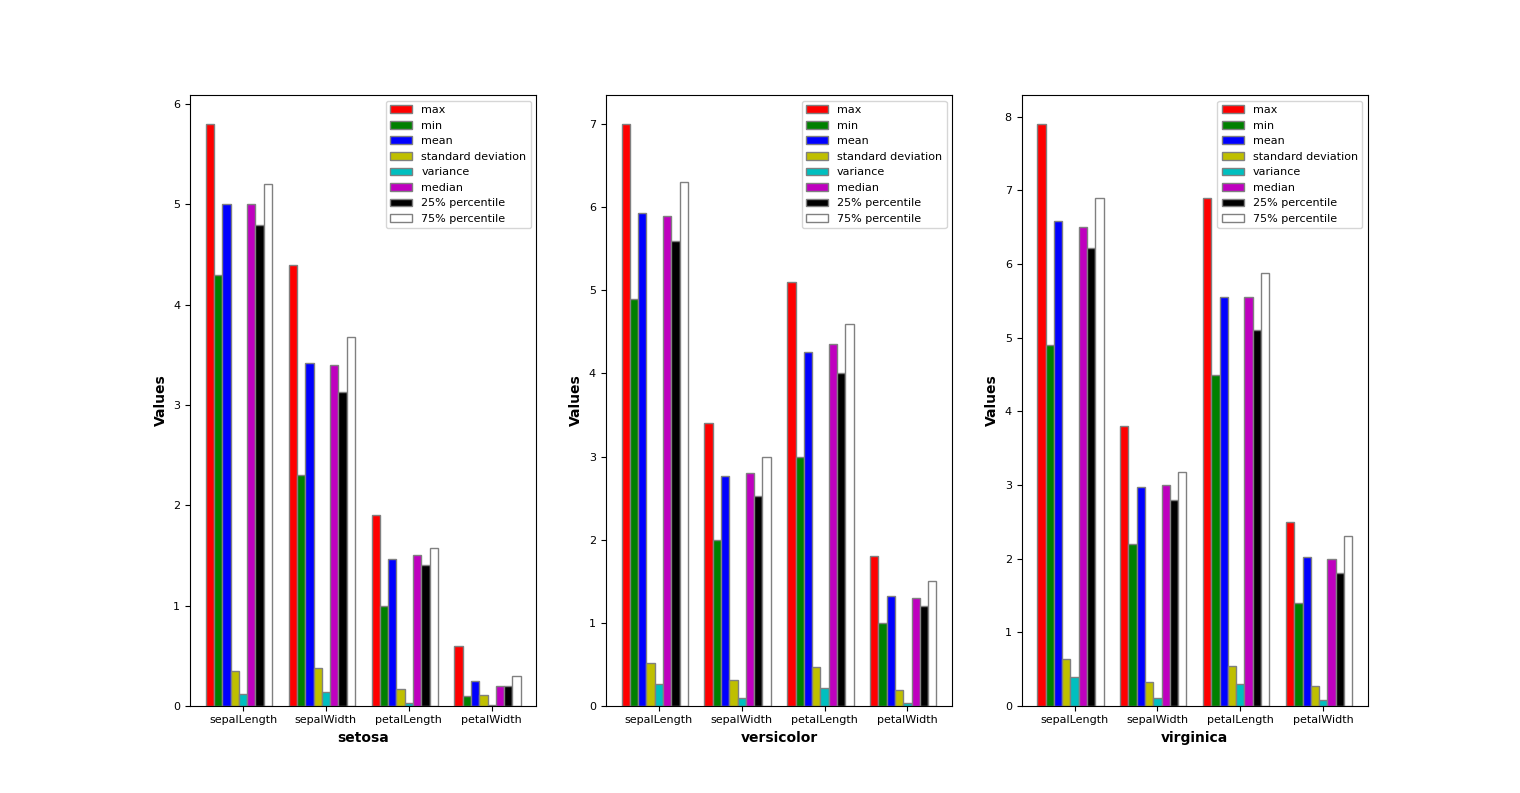 6
5
4
3
2
1
0
Values
max
min
mean
standard deviation
variance
median
25% percentile
75% percentile
sepalLength sepalWidth petalLength petalWidth
setosa
7
6
5
4
3
2
1
0
Values
max
min
mean
standard deviation
variance
median
25% percentile
75% percentile
sepalLength sepalWidth petalLength petalWidth
versicolor
8
7
6
5
4
3
2
1
0
Values
max
min
mean
standard deviation
variance
median
25% percentile
75% percentile
sepalLength sepalWidth petalLength petalWidth
virginica